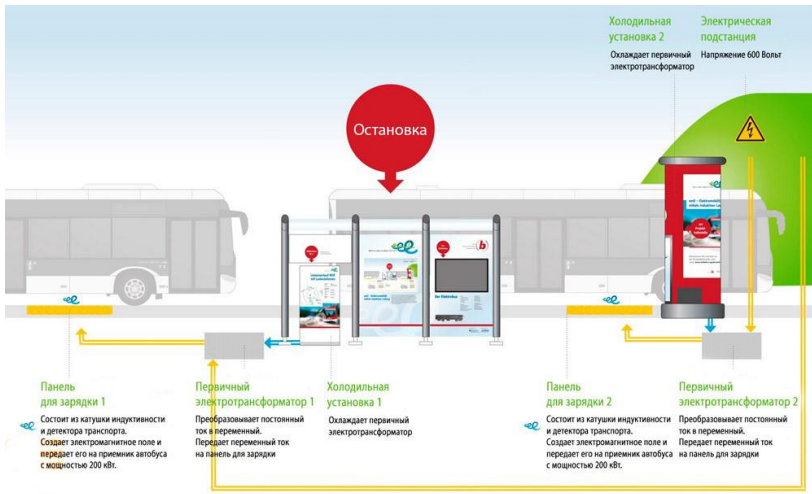 Холодильная
установка 2
Охлаждает первичный
электротрансформатор
Электрическая
подстанция
Напряжение 600 Вольт
Остановка
Панель
для зарядки 1
Состоит из катушки индуктивности
и детектора транспорта.
Создает электромагнитное поле и
передает его на приемник автобуса
с мощностью 200 кВт.
Первичный
электротрансформатор 1
Преобразовывает постоянный
ток в переменный.
Передает переменный ток
на панель для зарядки
Холодильная
установка 1
Охлаждает первичный
электротрансформатор
Панель
для зарядки 2
Состоит из катушки индуктивности
и детектора транспорта.
Создает электромагнитное поле и
передает его на приемник автобуса
с мощностью 200 кВт.
Первичный
электротрансформатор 2
Преобразовывает постоянный
ток в переменный.
Передает переменный ток
на панель для зарядки